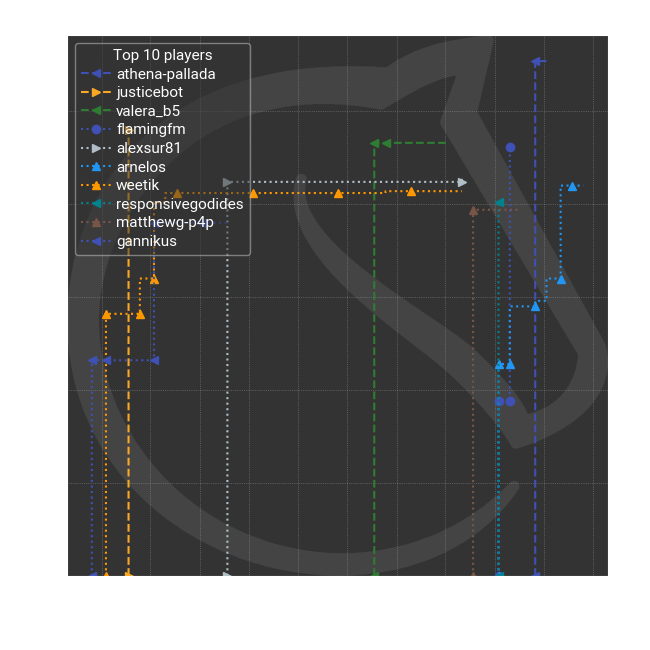 Top 10 players
athena-pallada
justicebot
valera_b5
flamingfm
alexsur81
arnelos
weetik
responsivegodides
matthewg-p4p
gannikus